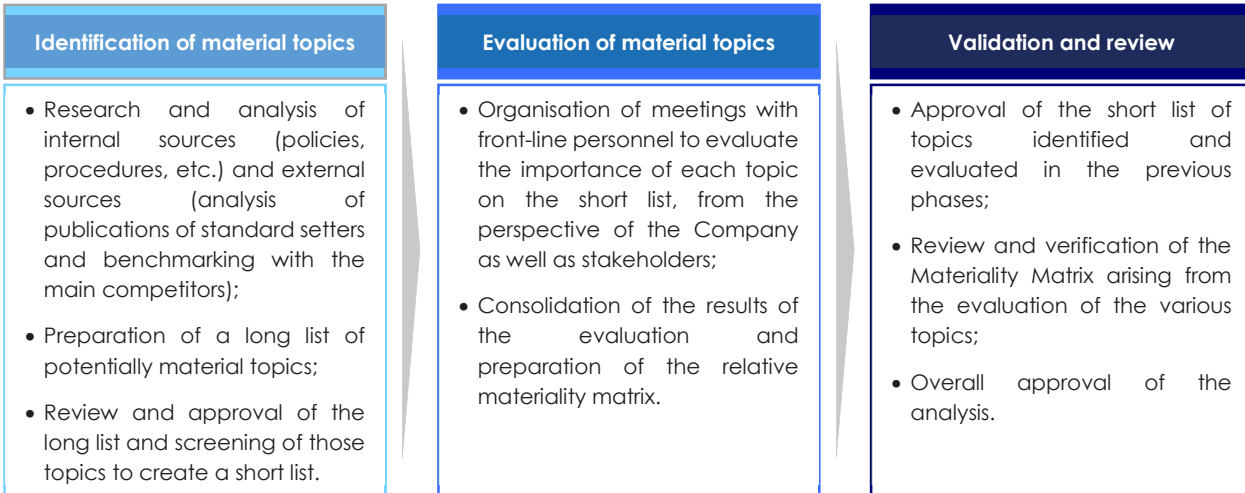 Identification of material topics
• Research and analysis of
internal sources (policies,
procedures, etc.) and external
sources (analysis of
publications of standard setters
and benchmarking with the
main competitors);
• Preparation of a long list of
potentially material topics;
• Review and approval of the
long list and screening of those
topics to create a short list.
Evaluation of material topics
• Organisation of meetings with
front-line personnel to evaluate
the importance of each topic
on the short list, from the
perspective of the Company
as well as stakeholders;
• Consolidation of the results of
the evaluation and
preparation of the relative
materiality matrix.
Validation and review
• Approval of the short list of
topics identified and
evaluated in the previous
phases;
• Review and verification of the
Materiality Matrix arising from
the evaluation of the various
topics;
• Overall approval of the
analysis.